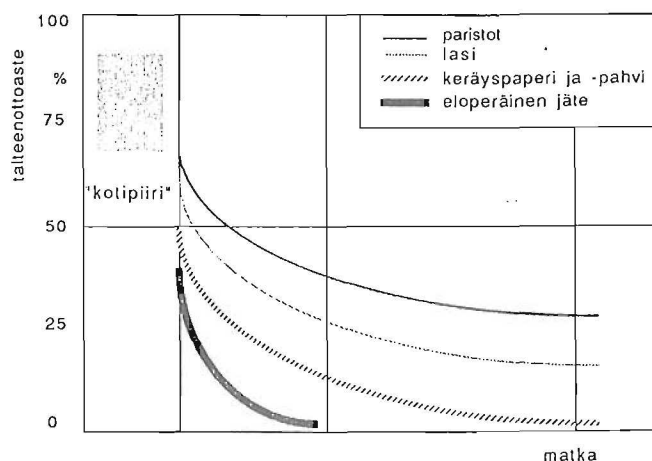 100
talteenottoaste
%
75
"kotipiiri"
50
25
0
paristot
lasi
keräyspaperi ja -pahvi
eloperäinen jäte
matka